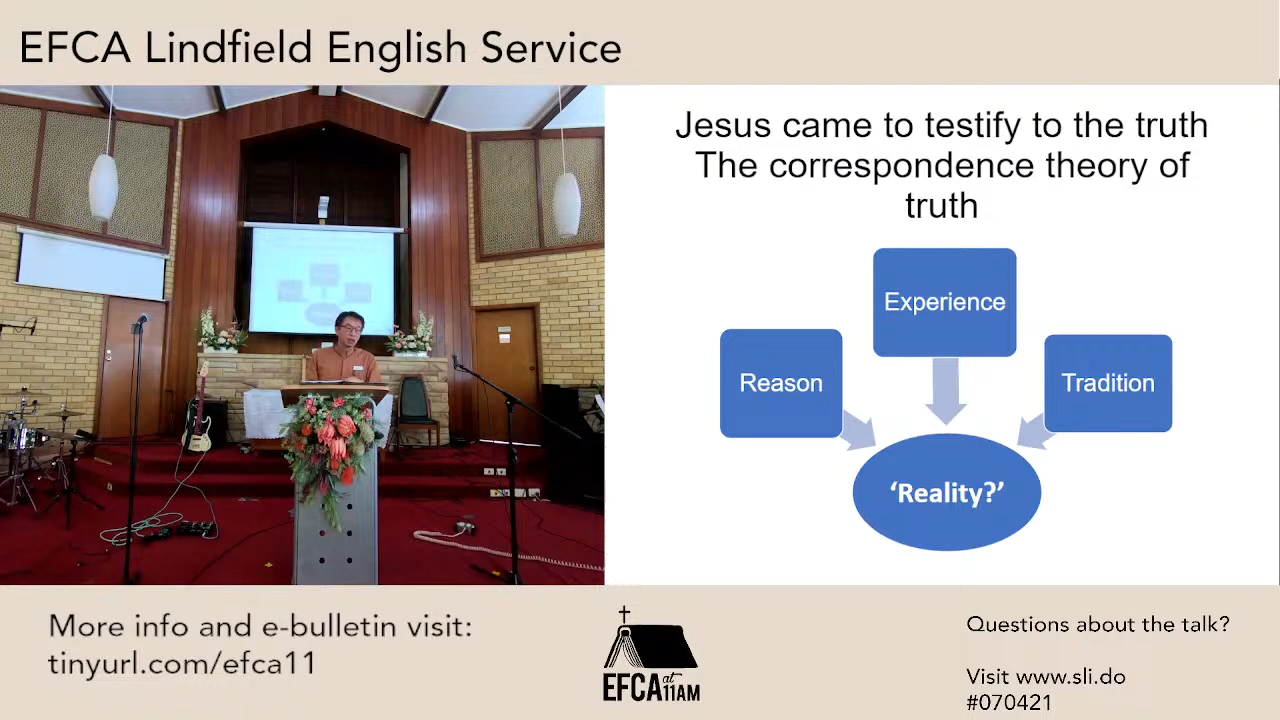 EFCA Lindfield English Service
Jesus came to testify to the truth
The correspondence theory of
truth
Experience
Reason
Tradition
‘Reality?’
More info and e-bulletin visit:
tinyurl.com/efca11
EFCA at 11AM
Questions about the talk?
Visit www.sli.do
#070421